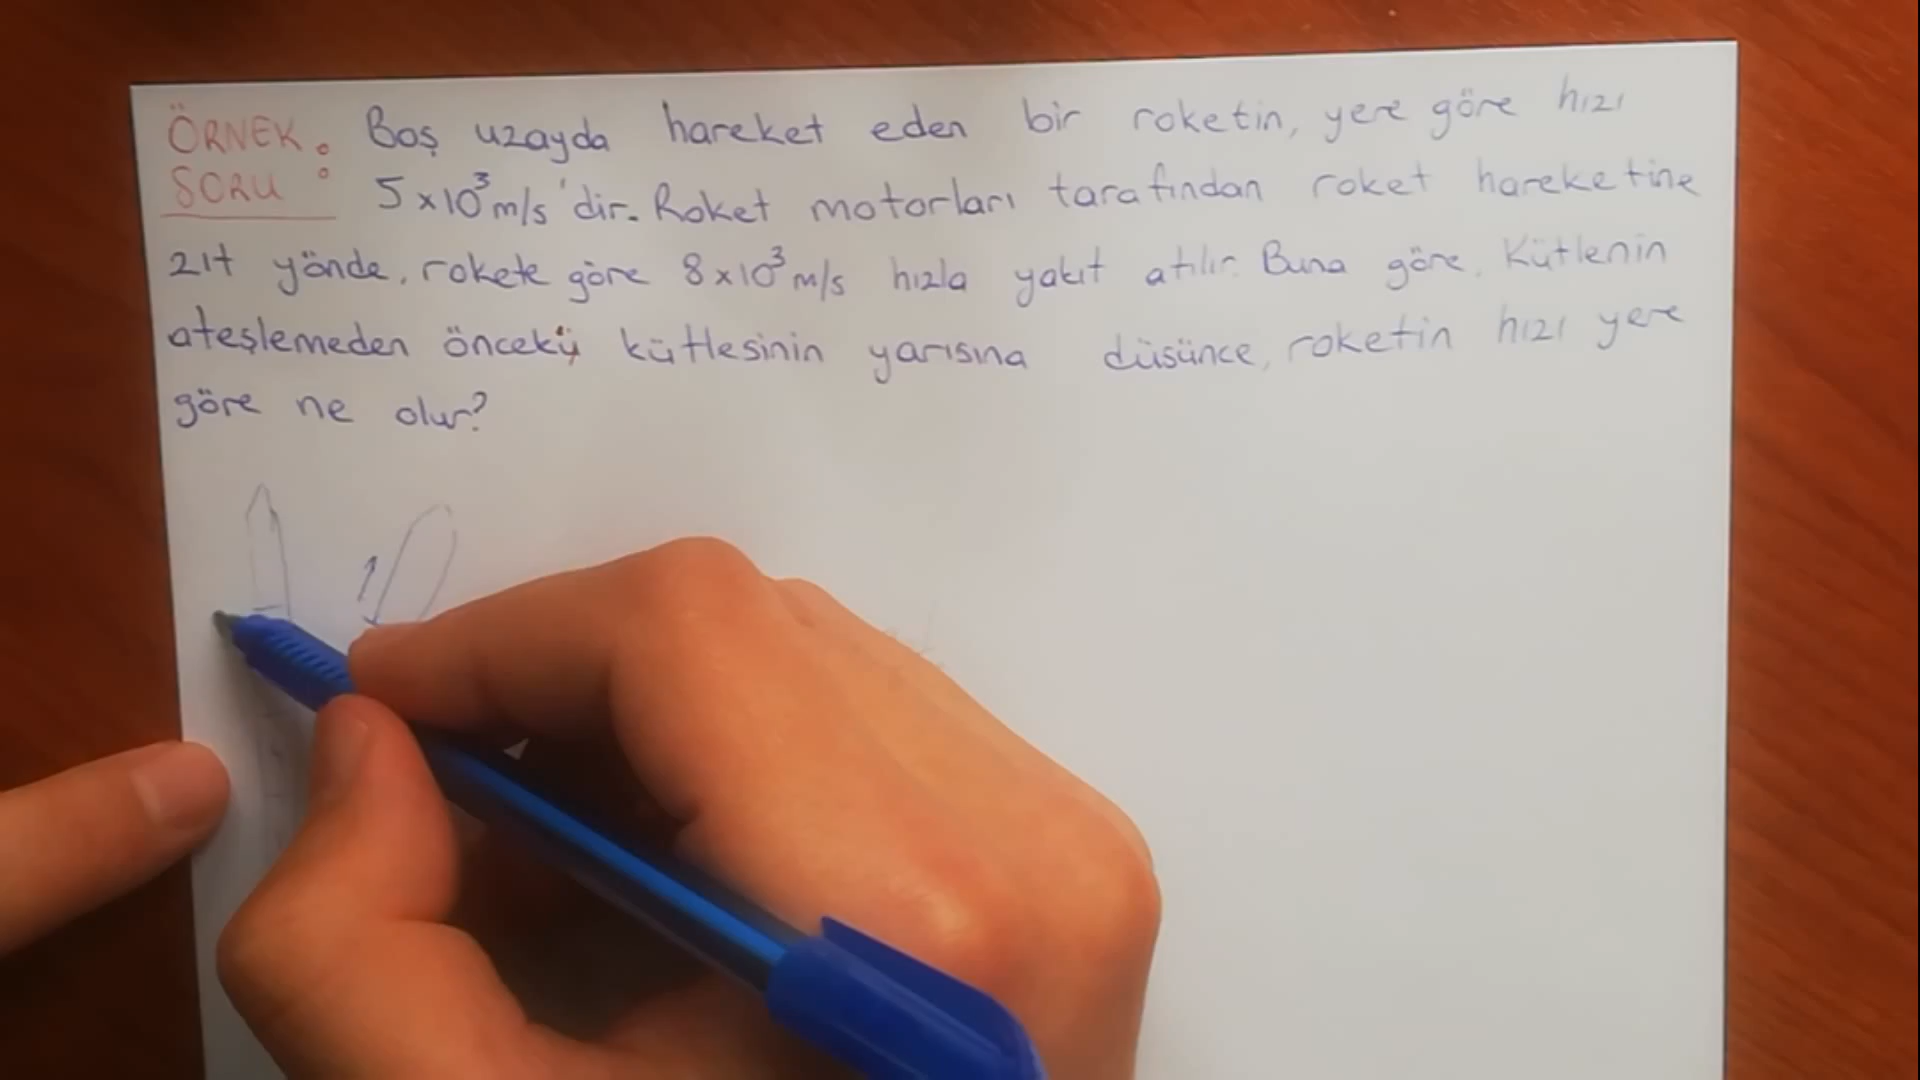 ÖRNEK Boş uzayda hareket eden bir roketin, yere göre hızı
SORU : 5x10³ m/s 'dir. Roket motorları tarafından roket hareketine
zıt yönde, rokete göre 8x10³ m/s hızla yakıt atılır. Buna göre, Kütlenin
ateşlemeden önceki kütlesinin yarısına düsünce, roketin hızı yere
göre ne olur?